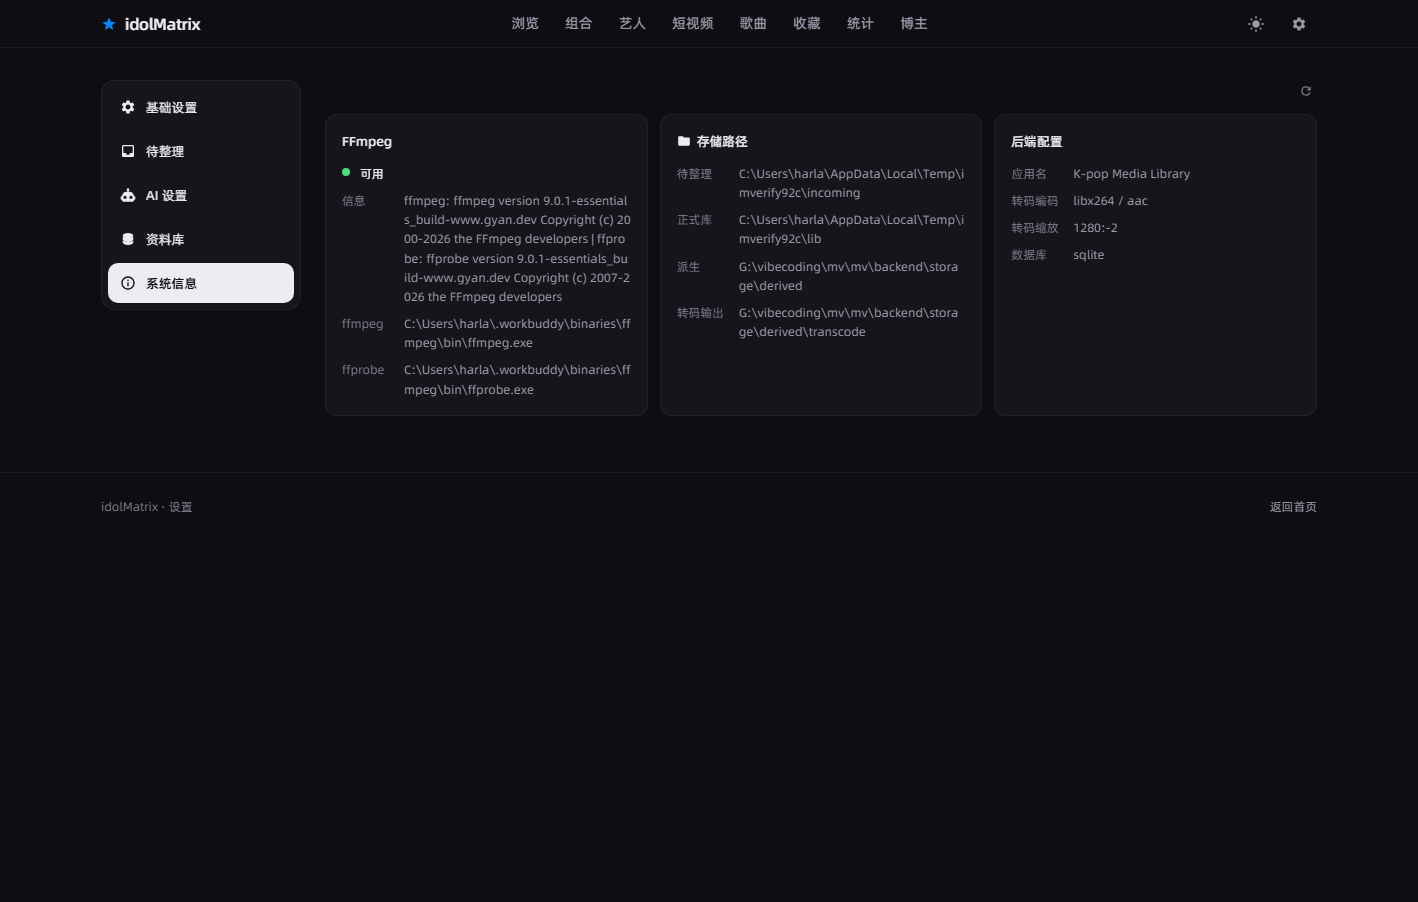 idolMatrix
浏览 组合 艺人 短视频 歌曲 收藏 统计 博主
基础设置
待整理
AI 设置
资料库
系统信息
FFmpeg
可用
信息 ffmpeg: ffmpeg version 9.0.1-essential
s_build-www.gyan.dev Copyright (c) 20
00-2026 the FFmpeg developers | ffpro
be: ffprobe version 9.0.1-essentials_bu
ild-www.gyan.dev Copyright (c) 2007-2
026 the FFmpeg developers
ffmpeg C:\Users\harla\.workbuddy\binaries\ff
mpeg\bin\ffmpeg.exe
ffprobe C:\Users\harla\.workbuddy\binaries\ff
mpeg\bin\ffprobe.exe
存储路径
待整理 C:\Users\harla\AppData\Local\Temp\i
mverify92c\incoming
正式库 C:\Users\harla\AppData\Local\Temp\i
mverify92c\lib
派生 G:\vibecoding\mv\mv\backend\stora
ge\derived
转码输出 G:\vibecoding\mv\mv\backend\stora
ge\derived\transcode
后端配置
应用名 K-pop Media Library
转码编码 libx264 / aac
转码缩放 1280:-2
数据库 sqlite
idolMatrix · 设置
返回首页